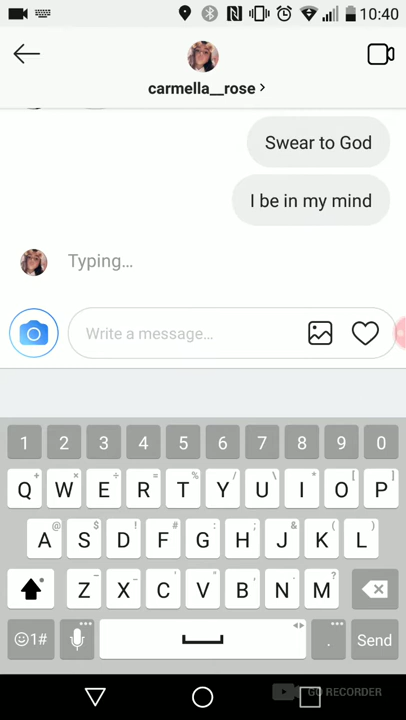 10:40
carmella__rose >
Swear to God
I be in my mind
Typing...
Write a message...
1 2 3 4 5 6 7 8 9 0
+ × ÷ = % / \ * [ ]
Q W E R T Y U I O P
@ $ ! # : ; & ( )
A S D F G H J K L
- _ " ' , ?
Z X C V B N M
☺1# . Send
GO RECORDER